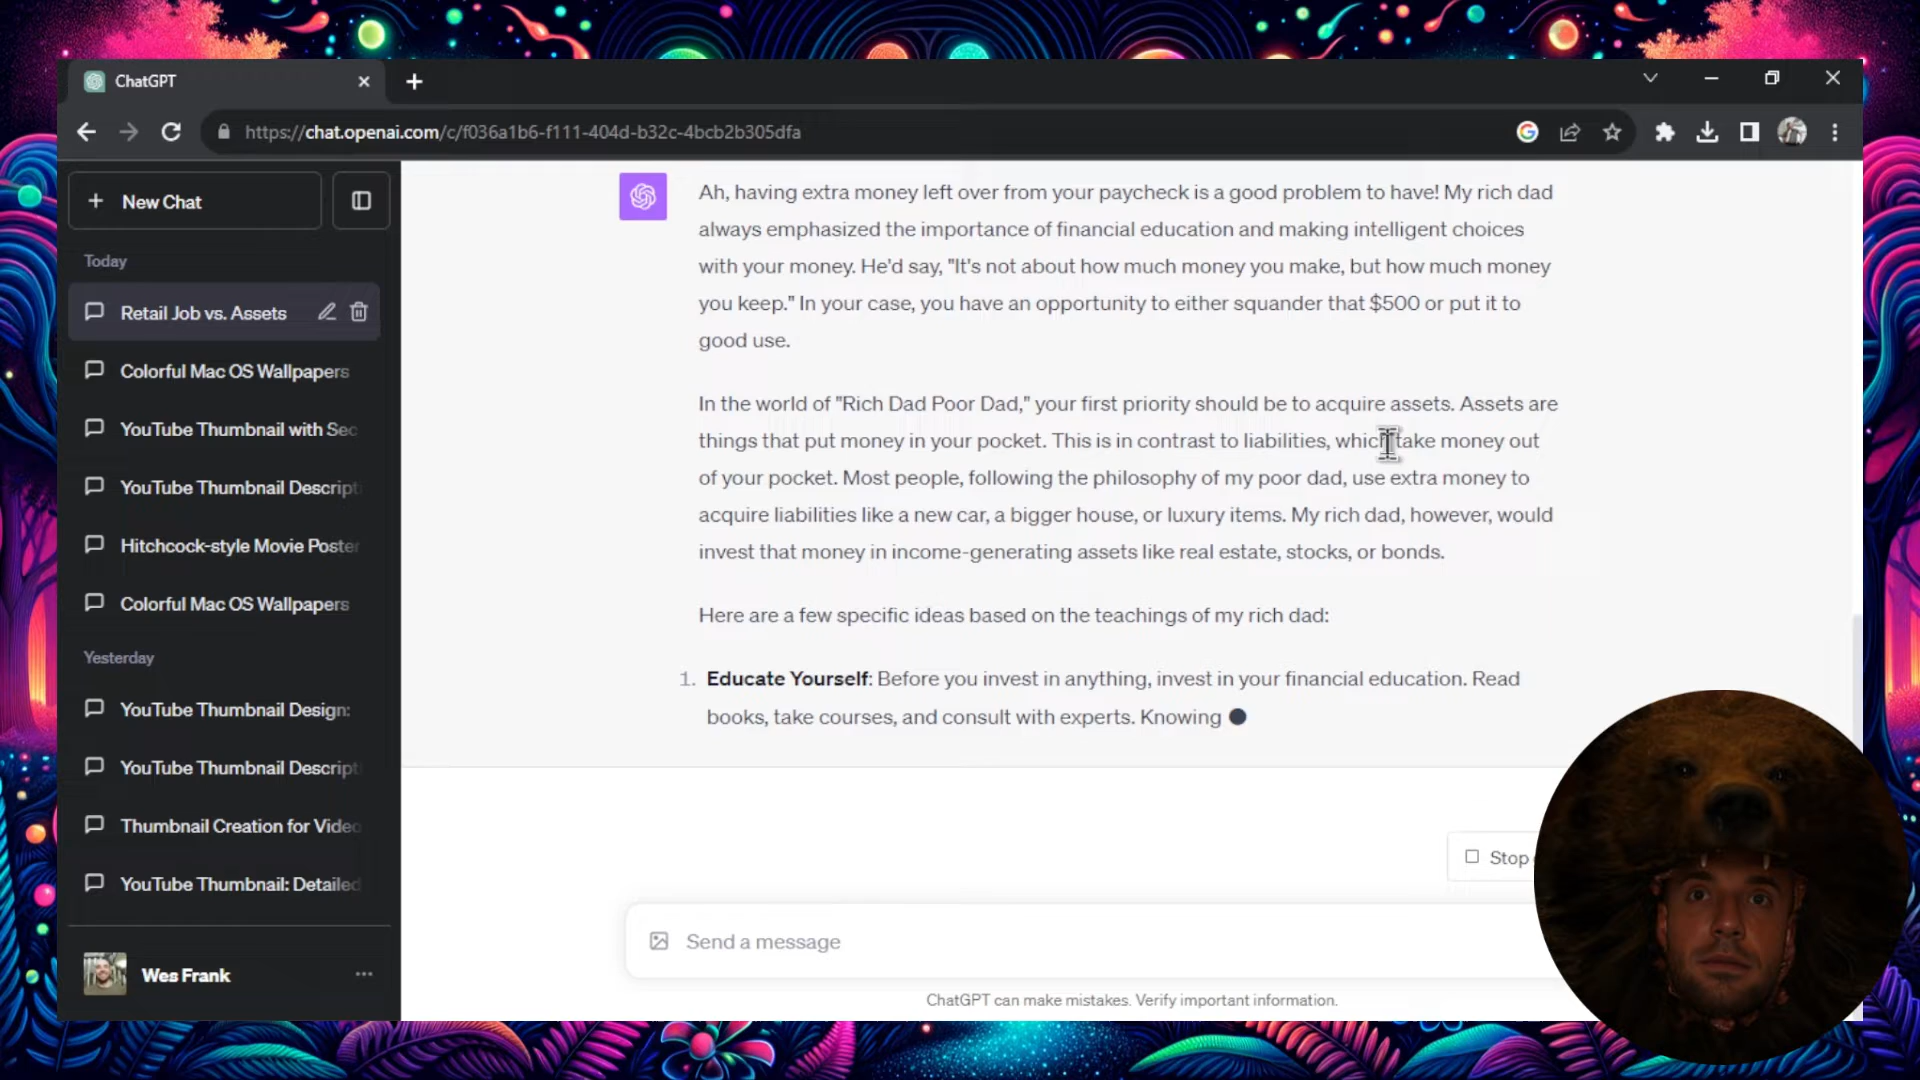 ChatGPT
https://chat.openai.com/c/f036a1b6-f111-404d-b32c-4bcb2b305dfa
New Chat
Today
Retail Job vs. Assets
Colorful Mac OS Wallpapers
YouTube Thumbnail with Sec
YouTube Thumbnail Descript
Hitchcock-style Movie Poster
Colorful Mac OS Wallpapers
Yesterday
YouTube Thumbnail Design:
YouTube Thumbnail Descript
Thumbnail Creation for Video
YouTube Thumbnail: Detailed
Wes Frank
Ah, having extra money left over from your paycheck is a good problem to have! My rich dad
always emphasized the importance of financial education and making intelligent choices
with your money. He'd say, "It's not about how much money you make, but how much money
you keep." In your case, you have an opportunity to either squander that $500 or put it to
good use.
In the world of "Rich Dad Poor Dad," your first priority should be to acquire assets. Assets are
things that put money in your pocket. This is in contrast to liabilities, which take money out
of your pocket. Most people, following the philosophy of my poor dad, use extra money to
acquire liabilities like a new car, a bigger house, or luxury items. My rich dad, however, would
invest that money in income-generating assets like real estate, stocks, or bonds.
Here are a few specific ideas based on the teachings of my rich dad:
1. Educate Yourself: Before you invest in anything, invest in your financial education. Read
books, take courses, and consult with experts. Knowing
Stop
Send a message
ChatGPT can make mistakes. Verify important information.